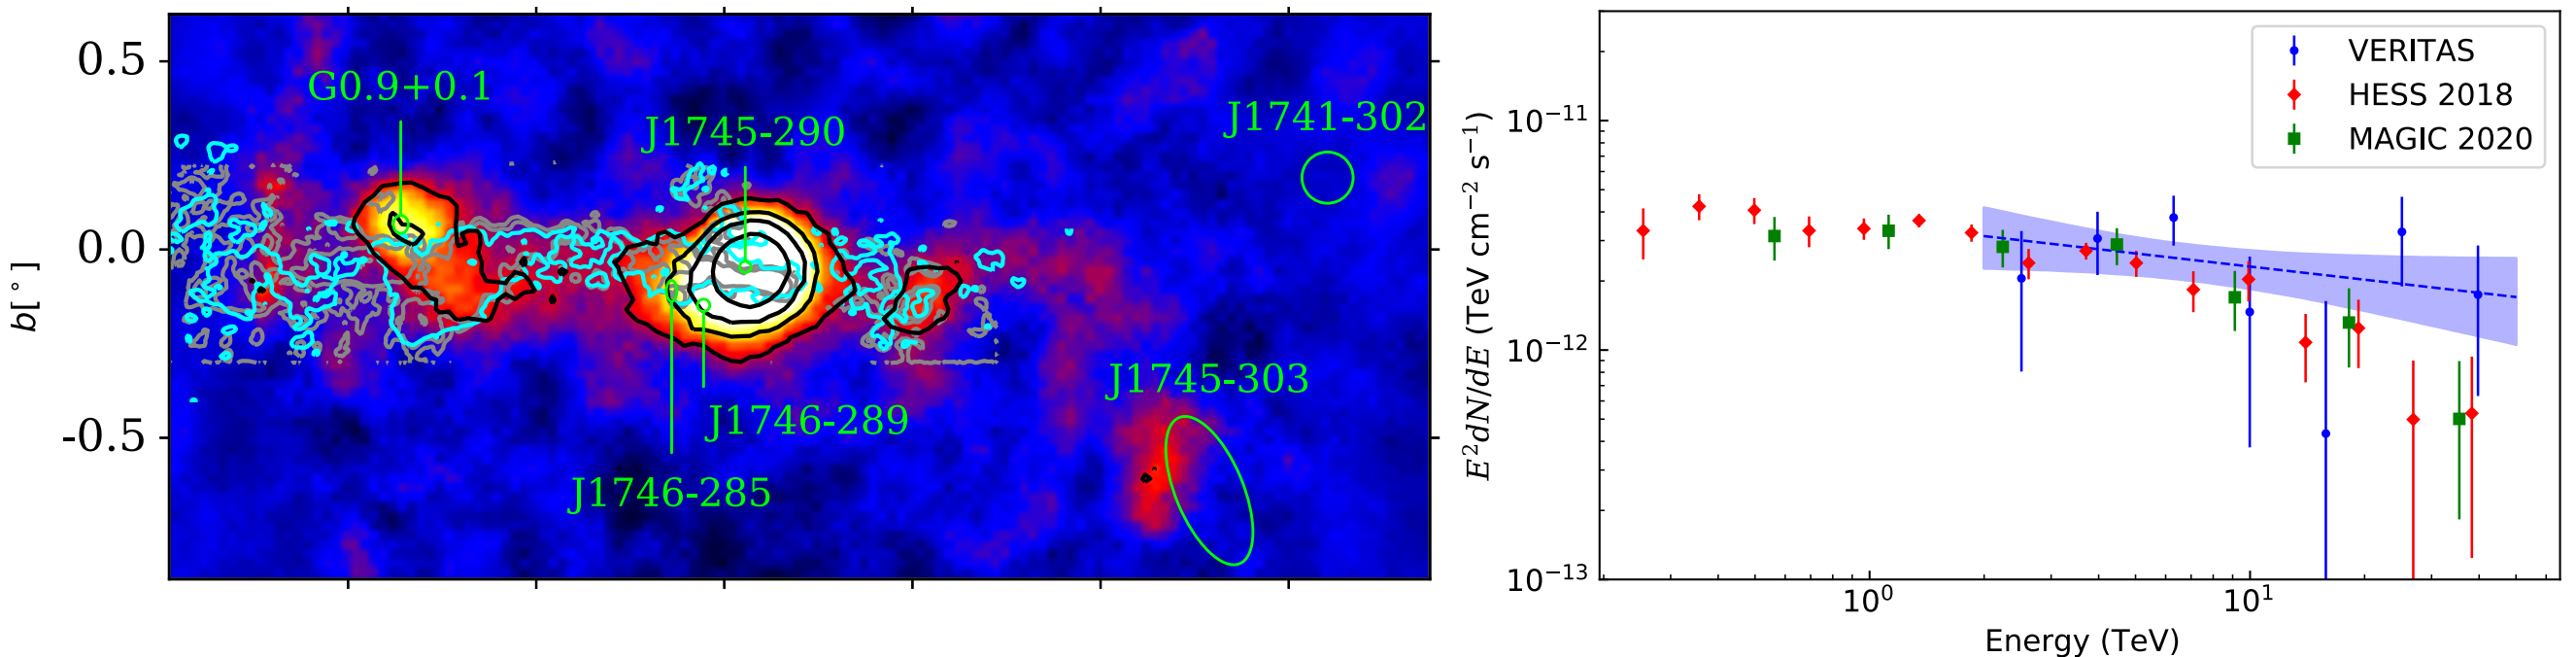 0.5
0.0
-0.5
b[°]
G0.9+0.1
J1745-290
J1741-302
J1745-303
J1746-289
J1746-285
VERITAS
HESS 2018
MAGIC 2020
10⁻¹¹
10⁻¹²
10⁻¹³
E²dN/dE (TeV cm⁻² s⁻¹)
10⁰
10¹
Energy (TeV)